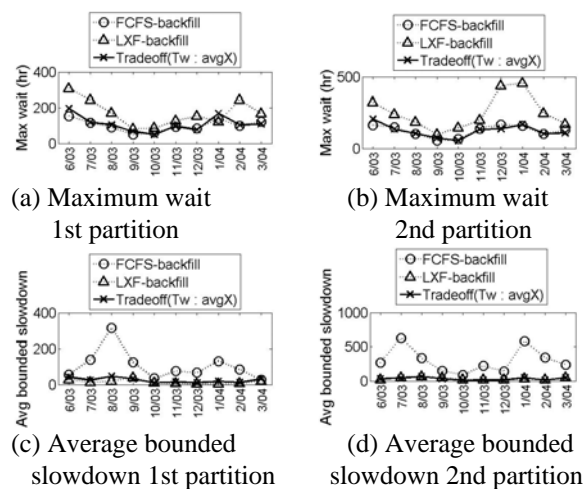 FCFS-backfill
LXF-backfill
Tradeoff(Tw : avgX)
Max wait (hr)
400
200
0
6/03 7/03 8/03 9/03 10/03 11/03 12/03 1/04 2/04 3/04
(a) Maximum wait
1st partition
FCFS-backfill
LXF-backfill
Tradeoff(Tw : avgX)
Max wait (hr)
500
0
6/03 7/03 8/03 9/03 10/03 11/03 12/03 1/04 2/04 3/04
(b) Maximum wait
2nd partition
FCFS-backfill
LXF-backfill
Tradeoff(Tw : avgX)
Avg bounded slowdown
400
200
0
6/03 7/03 8/03 9/03 10/03 11/03 12/03 1/04 2/04 3/04
(c) Average bounded
slowdown 1st partition
FCFS-backfill
LXF-backfill
Tradeoff(Tw : avgX)
Avg bounded slowdown
1000
500
0
6/03 7/03 8/03 9/03 10/03 11/03 12/03 1/04 2/04 3/04
(d) Average bounded
slowdown 2nd partition